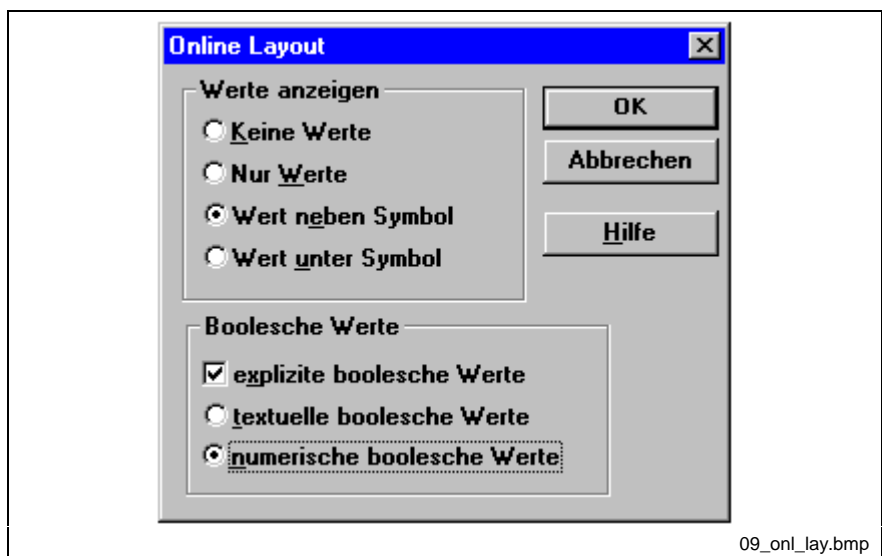 Online Layout
Werte anzeigen
Keine Werte
Nur Werte
Wert neben Symbol
Wert unter Symbol
OK
Abbrechen
Hilfe
Boolesche Werte
explizite boolesche Werte
textuelle boolesche Werte
numerische boolesche Werte
09_onl_lay.bmp